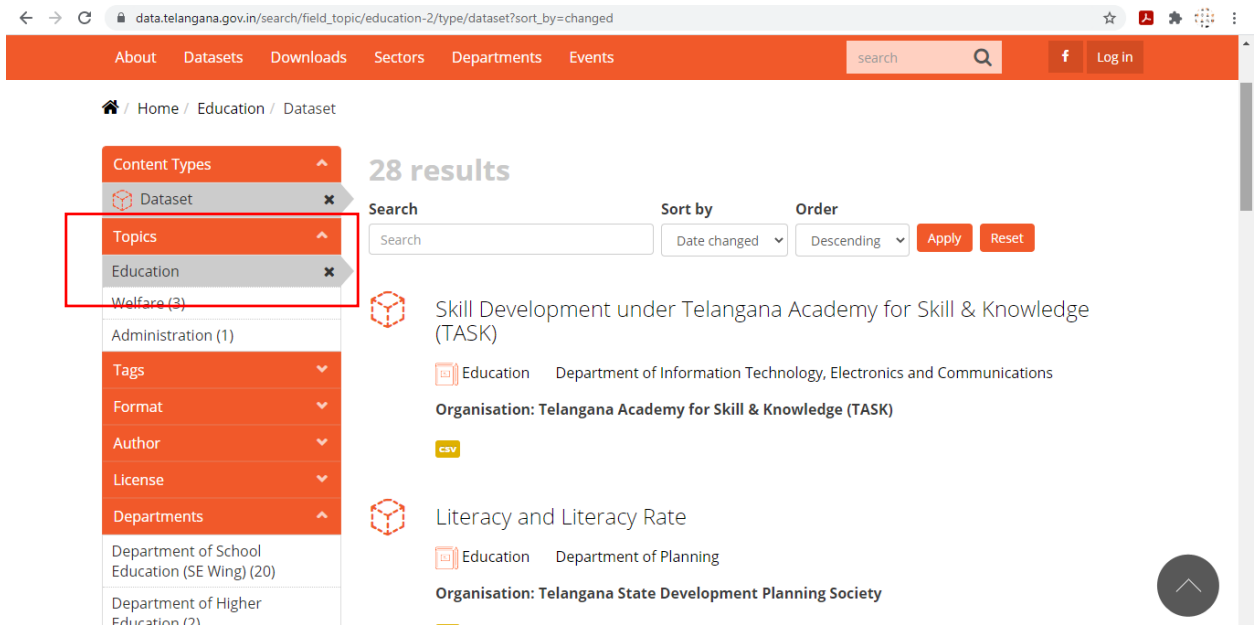 data.telangana.gov.in/search/field_topic/education-2/type/dataset?sort_by=changed
About Datasets Downloads Sectors Departments Events search f Log in
/ Home / Education / Dataset
Content Types
Dataset
Topics
Education
Welfare (3)
Administration (1)
Tags
Format
Author
License
Departments
Department of School
Education (SE Wing) (20)
Department of Higher
Education (2)
28 results
Search Sort by Order
Search Date changed Descending Apply Reset
Skill Development under Telangana Academy for Skill & Knowledge
(TASK)
Education Department of Information Technology, Electronics and Communications
Organisation: Telangana Academy for Skill & Knowledge (TASK)
csv
Literacy and Literacy Rate
Education Department of Planning
Organisation: Telangana State Development Planning Society